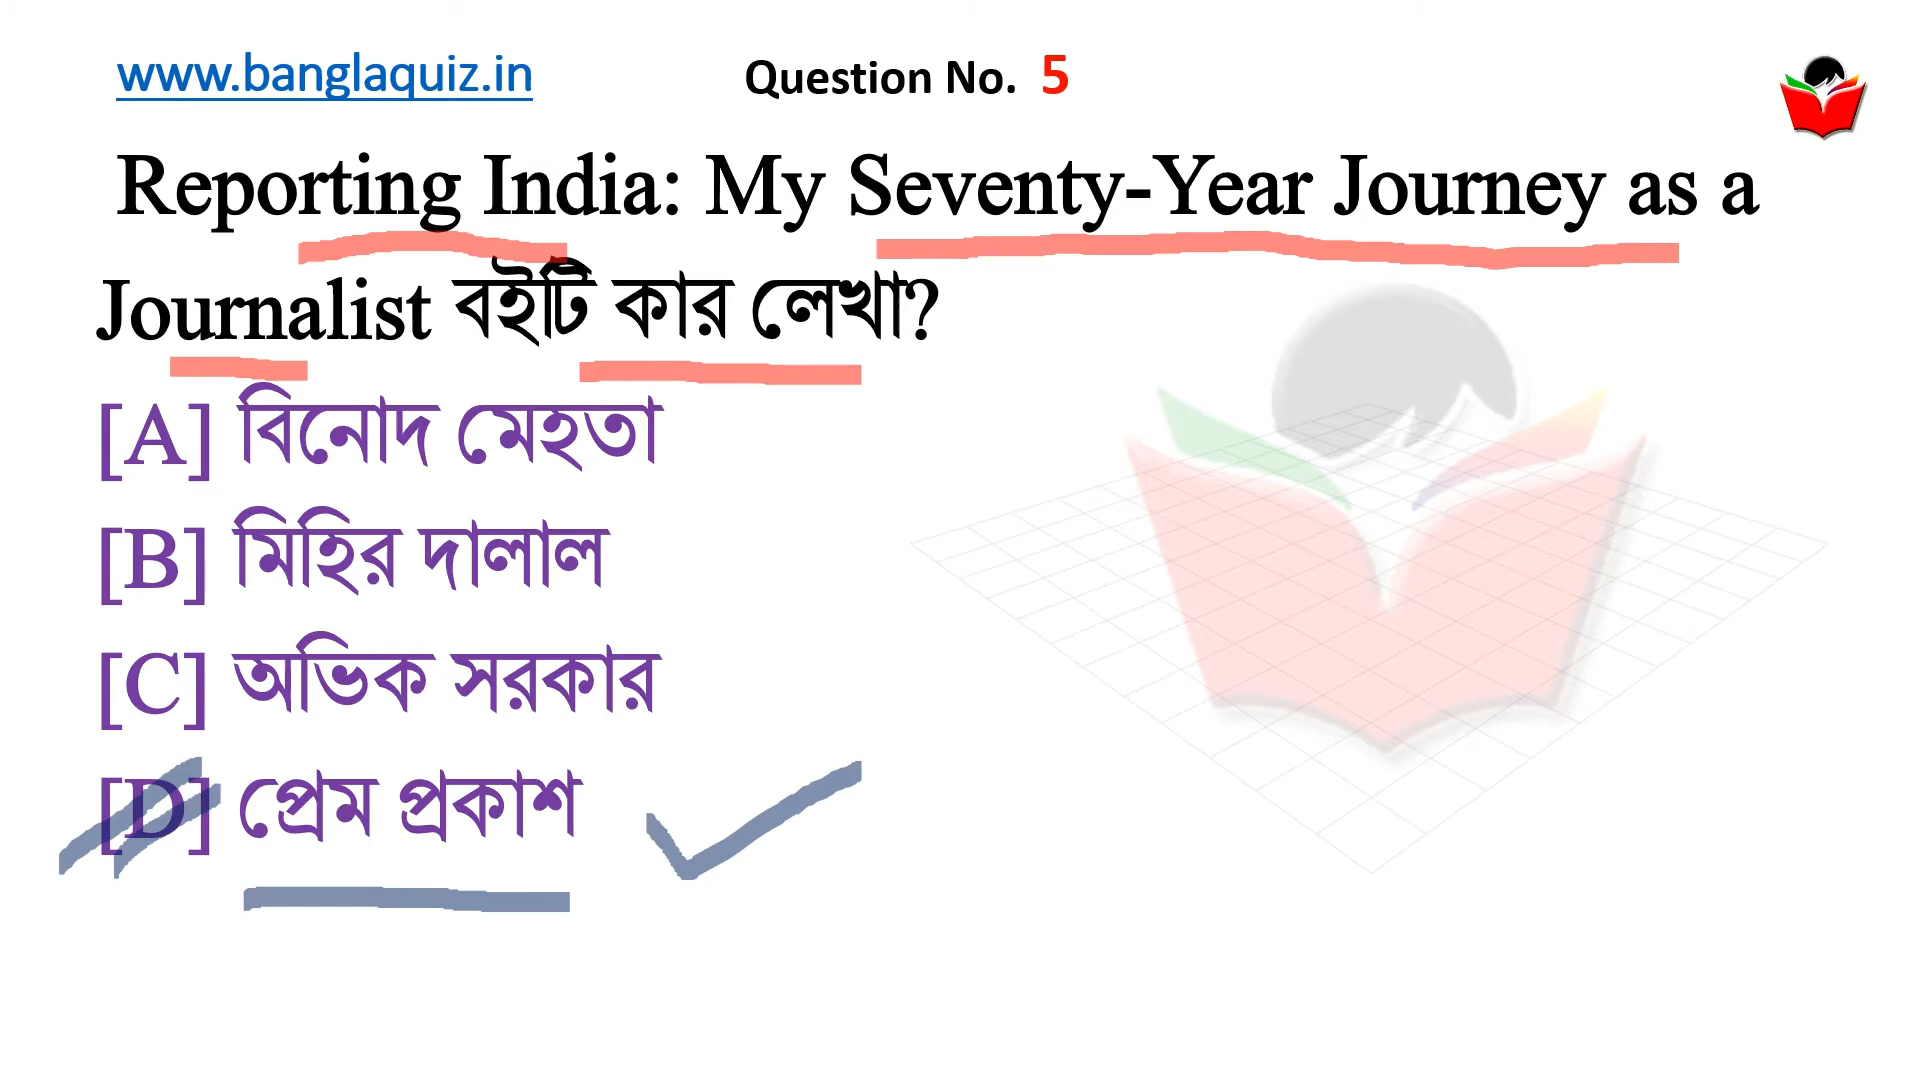 www.banglaquiz.in Question No. 5
Reporting India: My Seventy-Year Journey as a
Journalist বইটি কার লেখা?
[A] বিনোদ মেহতা
[B] মিহির দালাল
[C] অভিক সরকার
[D] প্রেম প্রকাশ